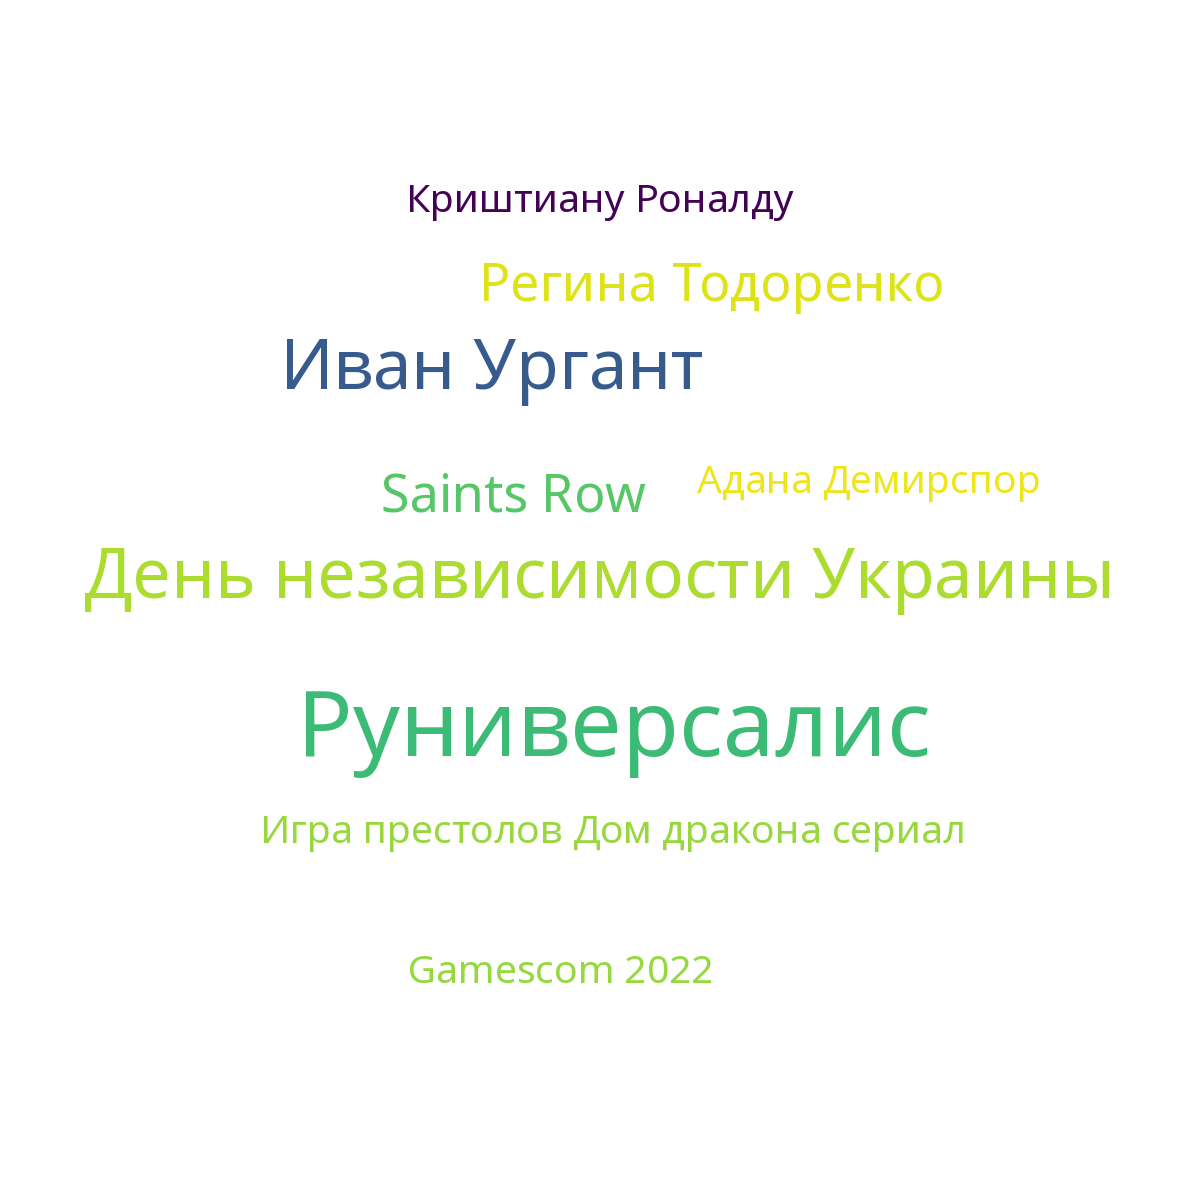 Криштиану Роналду
Регина Тодоренко
Иван Ургант
Saints Row
Адана Демирспор
День независимости Украины
Руниверсалис
Игра престолов Дом дракона сериал
Gamescom 2022